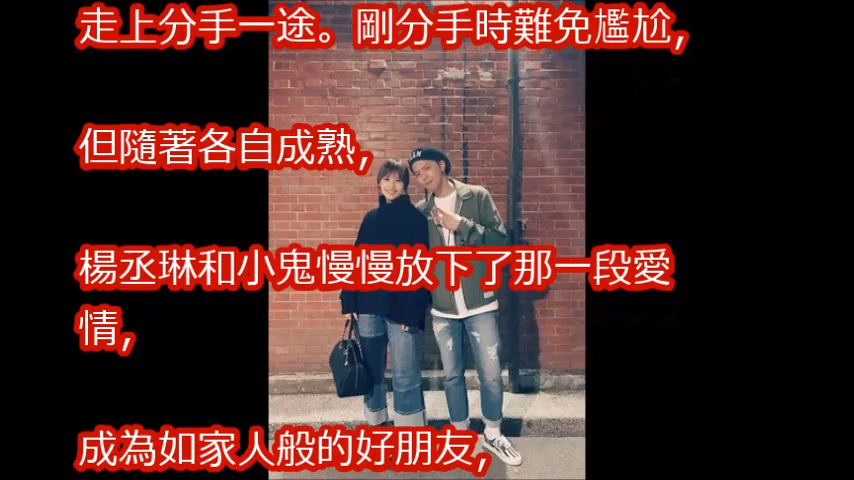 走上分手一途。剛分手時難免尷尬，
但隨著各自成熟，
楊丞琳和小鬼慢慢放下了那一段愛
情，
成為如家人般的好朋友，